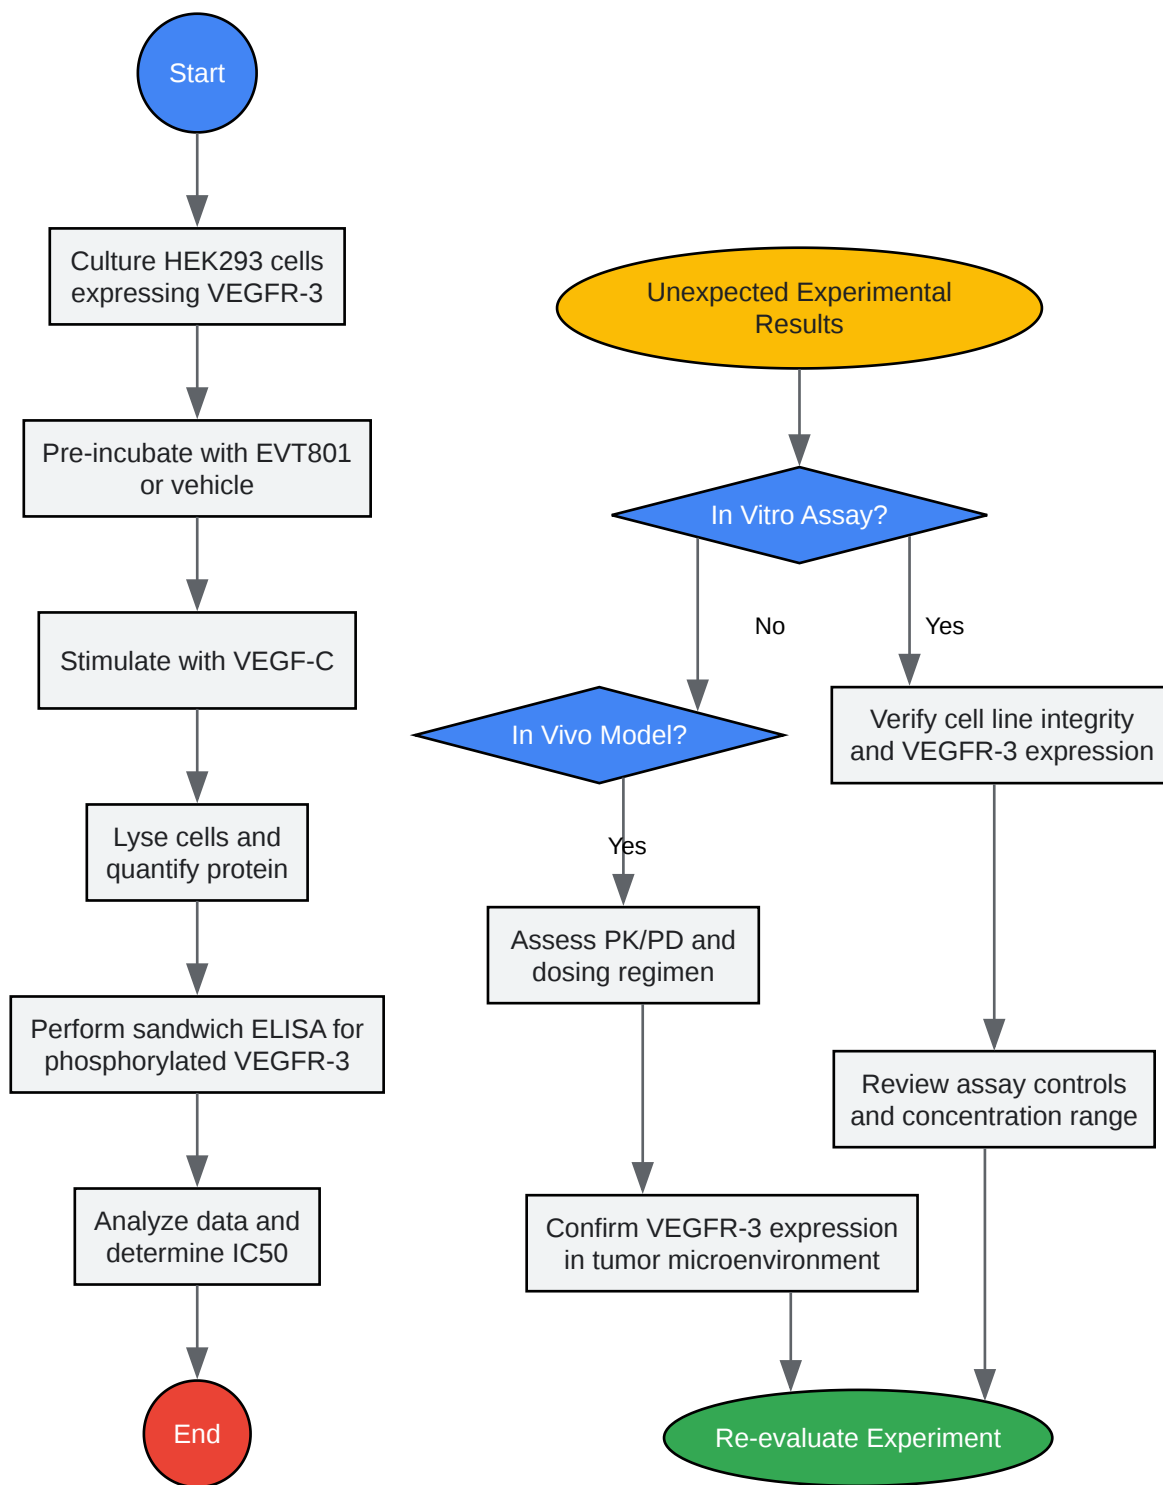 Start
Culture HEK293 cells
expressing VEGFR-3
Pre-incubate with EVT801
or vehicle
Stimulate with VEGF-C
Lyse cells and
quantify protein
Perform sandwich ELISA for
phosphorylated VEGFR-3
Analyze data and
determine IC50
End
Unexpected Experimental
Results
In Vitro Assay?
No
Yes
In Vivo Model?
Verify cell line integrity
and VEGFR-3 expression
Yes
Assess PK/PD and
dosing regimen
Review assay controls
and concentration range
Confirm VEGFR-3 expression
in tumor microenvironment
Re-evaluate Experiment